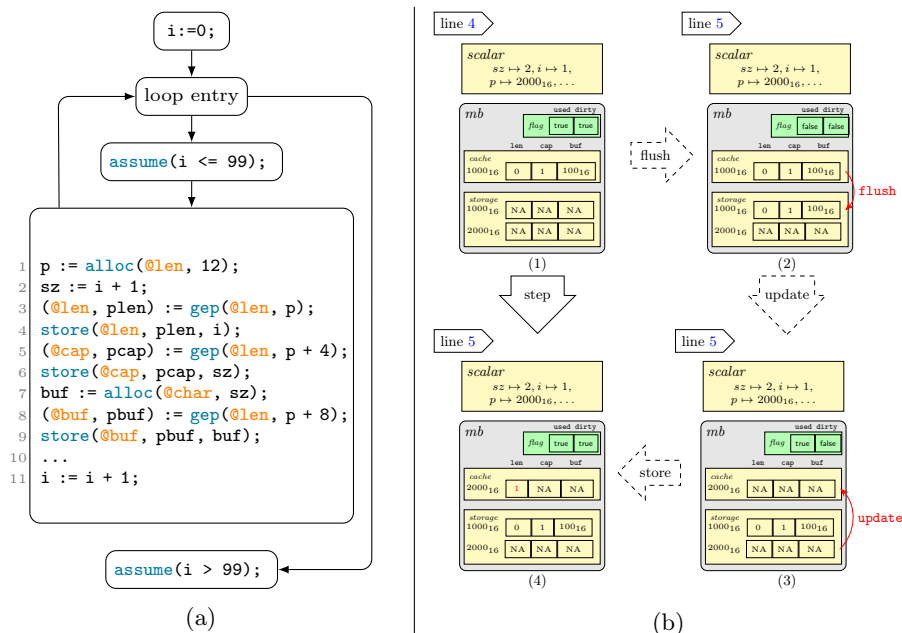 i:=0;
loop entry
assume(i <= 99);
1 p := alloc(@len, 12);
2 sz := i + 1;
3 (@len, plen) := gep(@len, p);
4 store(@len, plen, i);
5 (@cap, pcap) := gep(@len, p + 4);
6 store(@cap, pcap, sz);
7 buf := alloc(@char, sz);
8 (@buf, pbuf) := gep(@len, p + 8);
9 store(@buf, pbuf, buf);
10 ...
11 i := i + 1;
assume(i > 99);
(a)
line 4
scalar
sz ↦ 2, i ↦ 1,
p ↦ 2000₁₆, ...
mb
used dirty
flag true true
len cap buf
cache
1000₁₆ 0 1 100₁₆
storage
1000₁₆ NA NA NA
2000₁₆ NA NA NA
(1)
flush
line 5
scalar
sz ↦ 2, i ↦ 1,
p ↦ 2000₁₆, ...
mb
used dirty
flag false false
len cap buf
cache
1000₁₆ 0 1 100₁₆
flush
storage
1000₁₆ 0 1 100₁₆
2000₁₆ NA NA NA
(2)
step
update
line 5
scalar
sz ↦ 2, i ↦ 1,
p ↦ 2000₁₆, ...
mb
used dirty
flag true true
len cap buf
cache
2000₁₆ 1 NA NA
storage
1000₁₆ 0 1 100₁₆
2000₁₆ NA NA NA
(4)
store
line 5
scalar
sz ↦ 2, i ↦ 1,
p ↦ 2000₁₆, ...
mb
used dirty
flag true false
len cap buf
cache
2000₁₆ NA NA NA
update
storage
1000₁₆ 0 1 100₁₆
2000₁₆ NA NA NA
(3)
(b)